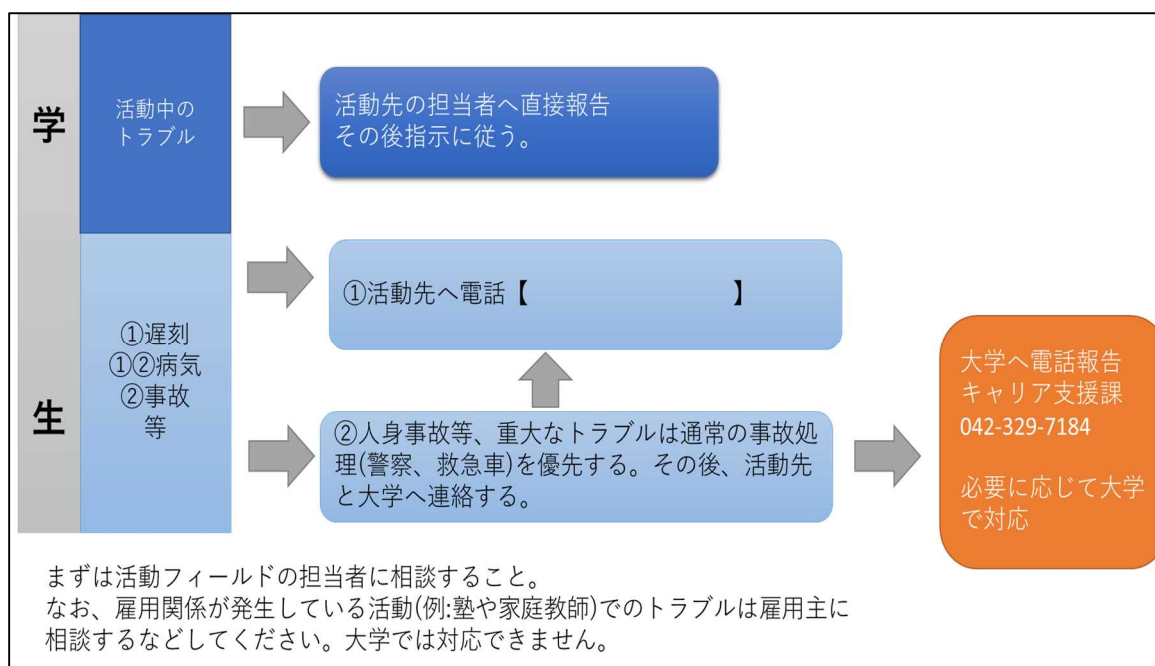 学
生
活動中の
トラブル
活動先の担当者へ直接報告
その後指示に従う。
①遅刻
①②病気
②事故
等
①活動先へ電話【　　　　　　　　】
②人身事故等、重大なトラブルは通常の事故処
理(警察、救急車)を優先する。その後、活動先
と大学へ連絡する。
大学へ電話報告
キャリア支援課
042-329-7184
必要に応じて大学
で対応
まずは活動フィールドの担当者に相談すること。
なお、雇用関係が発生している活動(例:塾や家庭教師)でのトラブルは雇用主に
相談するなどしてください。大学では対応できません。